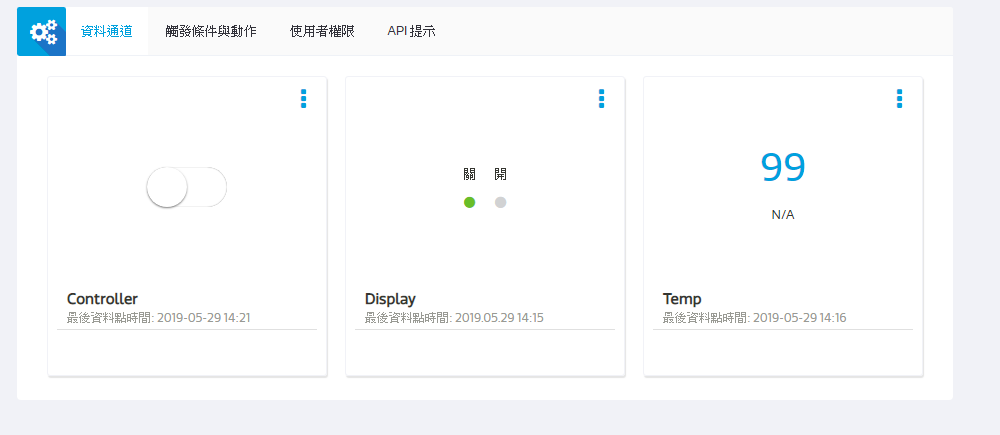 資料通道 觸發條件與動作 使用者權限 API 提示
關 開
99
N/A
Controller
最後資料點時間: 2019-05-29 14:21
Display
最後資料點時間: 2019.05.29 14:15
Temp
最後資料點時間: 2019-05-29 14:16